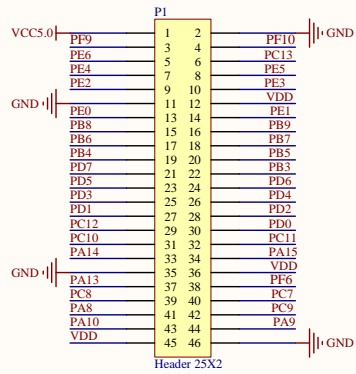 P1
VCC5.0 1 2 GND
PF9 3 4 PF10
PE6 5 6 PC13
PE4 7 8 PE5
PE2 9 10 PE3
GND 11 12 VDD
PE0 13 14 PE1
PB8 15 16 PB9
PB6 17 18 PB7
PB4 19 20 PB5
PD7 21 22 PB3
PD5 23 24 PD6
PD3 25 26 PD4
PD1 27 28 PD2
PC12 29 30 PD0
PC10 31 32 PC11
PA14 33 34 PA15
GND 35 36 VDD
PA13 37 38 PF6
PC8 39 40 PC7
PA8 41 42 PC9
PA10 43 44 PA9
VDD 45 46 GND
Header 25X2